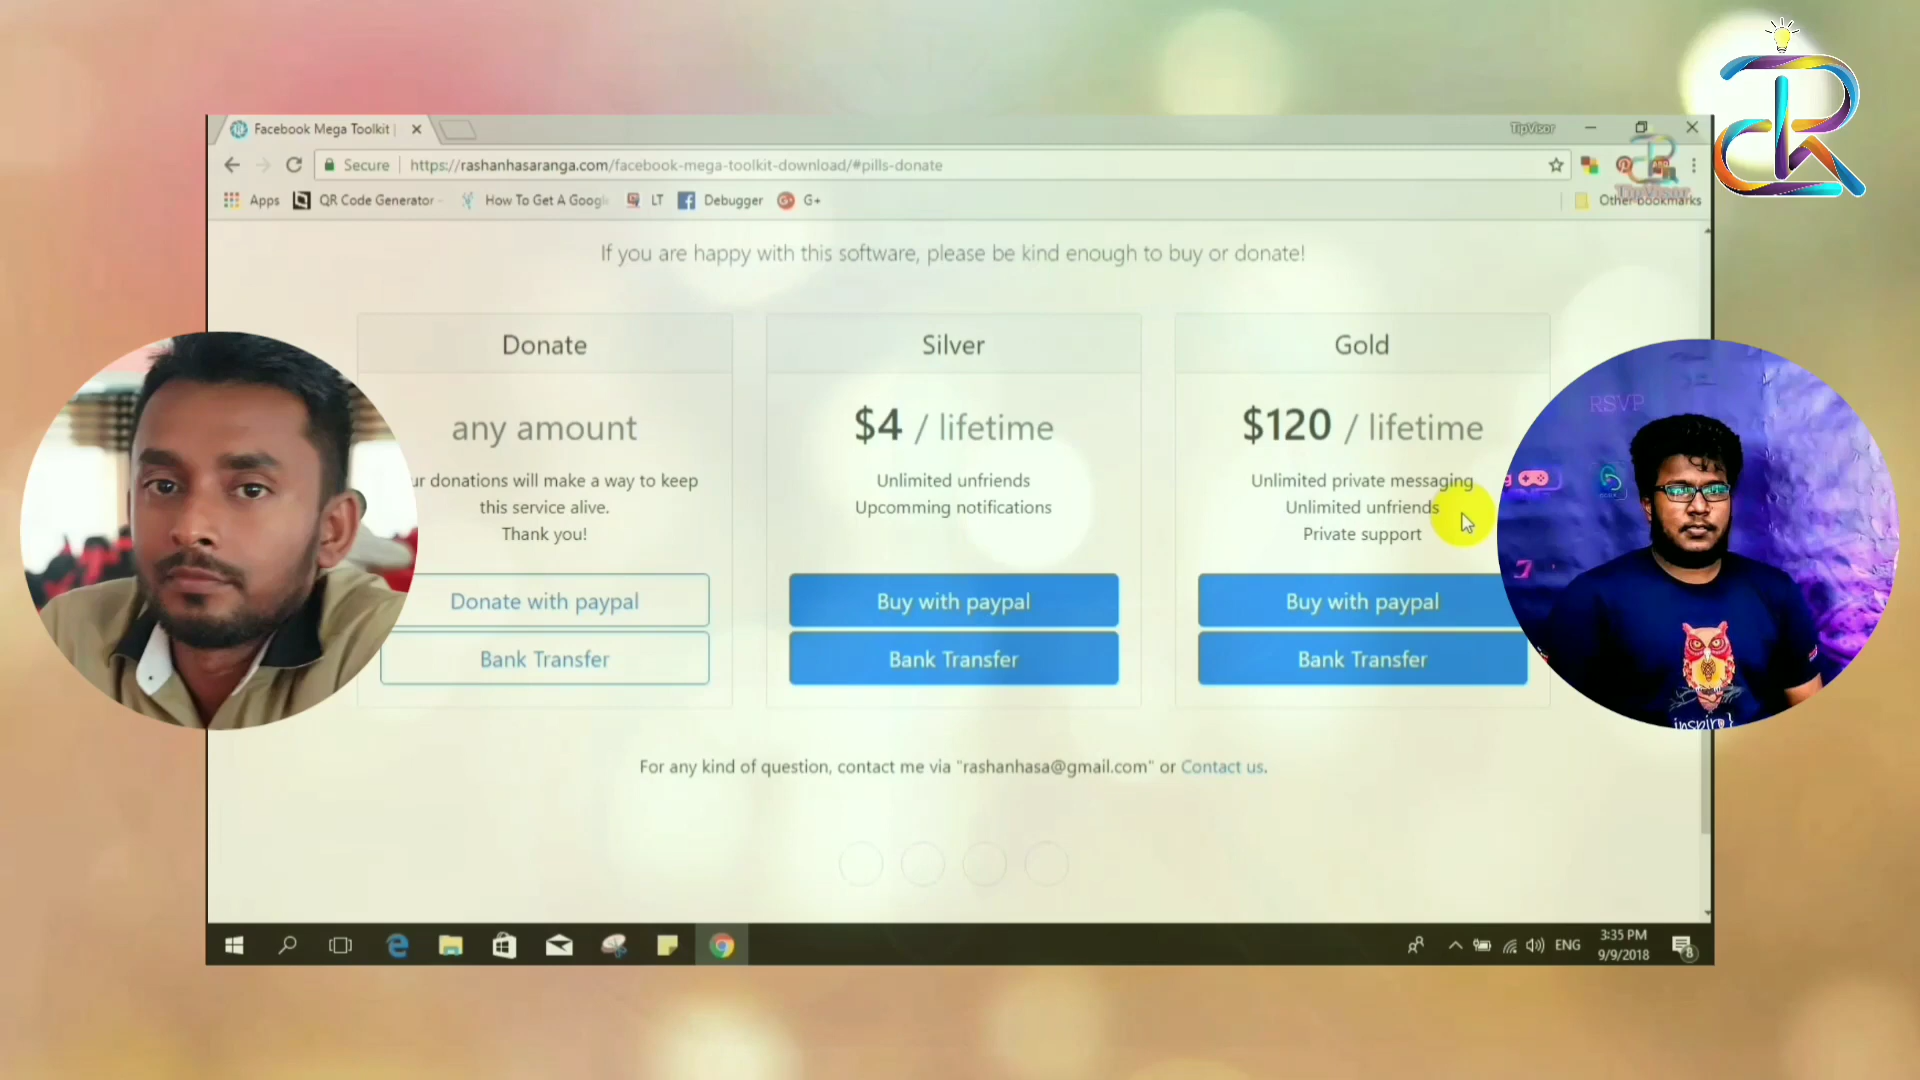 Facebook Mega Toolkit
TipVisor
Secure
https://rashanhasaranga.com/facebook-mega-toolkit-download/#pills-donate
Apps
QR Code Generator
How To Get A Googl
LT
Debugger
G+
TipVisor
Other bookmarks
If you are happy with this software, please be kind enough to buy or donate!
Donate
any amount
ur donations will make a way to keep
this service alive.
Thank you!
Donate with paypal
Bank Transfer
Silver
$4 / lifetime
Unlimited unfriends
Upcomming notifications
Buy with paypal
Bank Transfer
Gold
$120 / lifetime
Unlimited private messaging
Unlimited unfriends
Private support
Buy with paypal
Bank Transfer
RSVP
inspire}
For any kind of question, contact me via "rashanhasa@gmail.com" or Contact us.
ENG
3:35 PM
9/9/2018
8